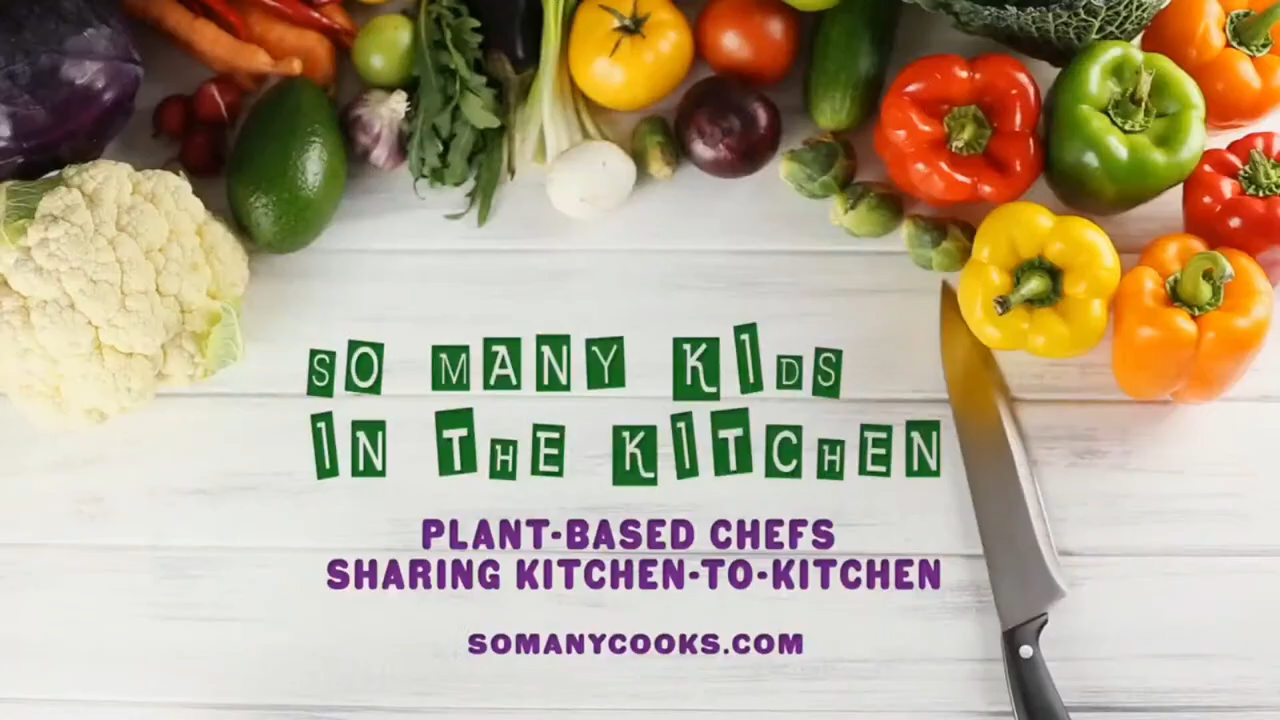 SO MANY KIDS
IN THE KITCHEN
PLANT-BASED CHEFS
SHARING KITCHEN-TO-KITCHEN
SOMANYCOOKS.COM